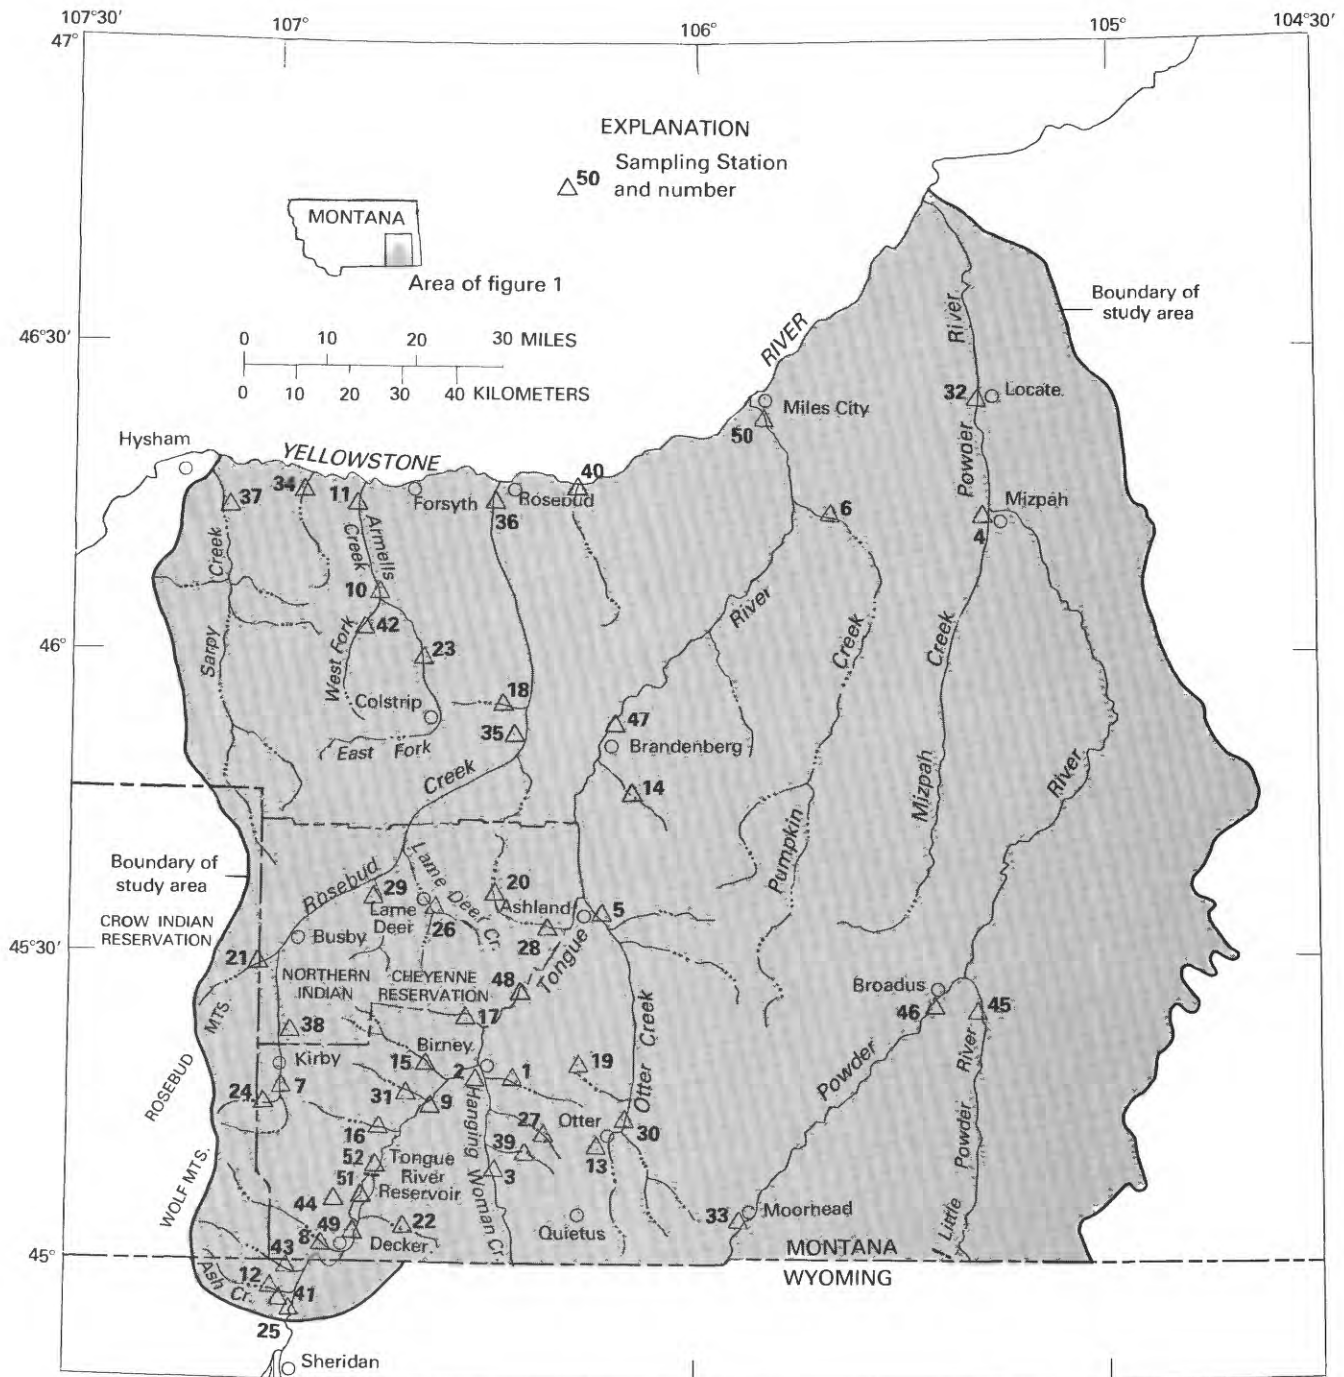 107°30'
107°
106°
105°
104°30'
47°
EXPLANATION
50
Sampling Station
and number
MONTANA
Area of figure 1
Boundary of
study area
46°30'
0 10 20 30 MILES
0 10 20 30 40 KILOMETERS
RIVER
River
32
Locate
Miles City
50
Hysham
YELLOWSTONE
40
Powder
37
34
11
Forsyth
Rosebud
36
6
Mizpah
4
Creek
Armells
Creek
10
42
River
Creek
Creek
46°
Sarpy
West Fork
23
18
Colstrip
35
47
Brandenberg
East Fork
Creek
14
Mizpah
River
Pumpkin
Boundary of
study area
Rosebud
Lame Deer Cr.
29
20
CROW INDIAN
RESERVATION
Lame
Deer
26
Ashland
5
28
Busby
45°30'
21
NORTHERN
INDIAN
CHEYENNE
RESERVATION
48
Tongue
Broadus
46
45
MTS.
38
17
Otter Creek
Kirby
Birney
15
2
1
19
Powder
River
ROSEBUD
24
7
31
9
Hanging Woman Cr.
27
Otter
30
16
39
13
52
Tongue
River
Reservoir
3
Powder
WOLF MTS.
51
44
49
22
Quietus
33
Moorhead
Little
8
Decker
43
45°
MONTANA
WYOMING
Ash
Cr.
12
41
25
Sheridan